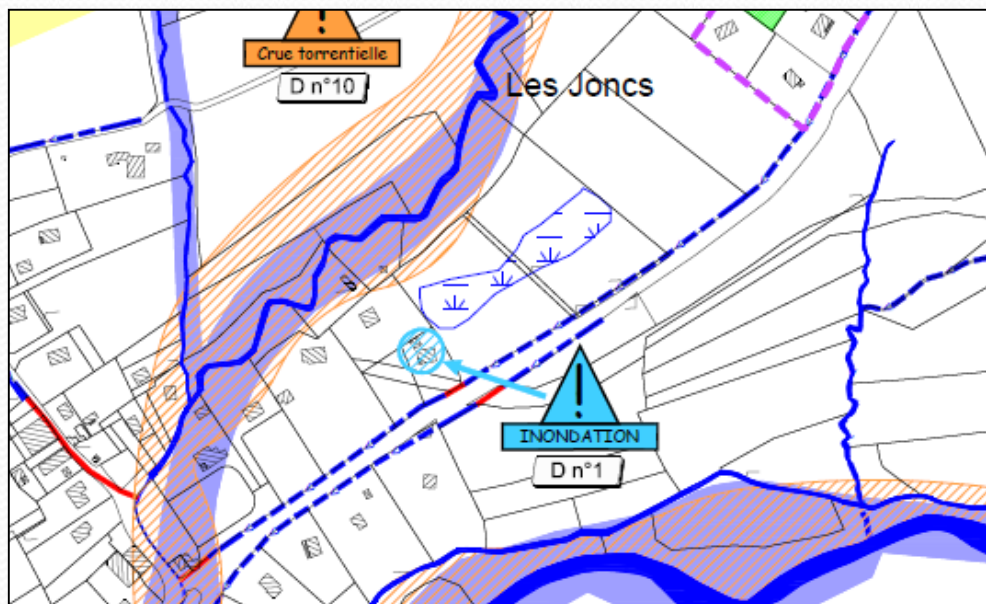 Crue torrentielle
D n°10
Les Joncs
INONDATION
D n°1